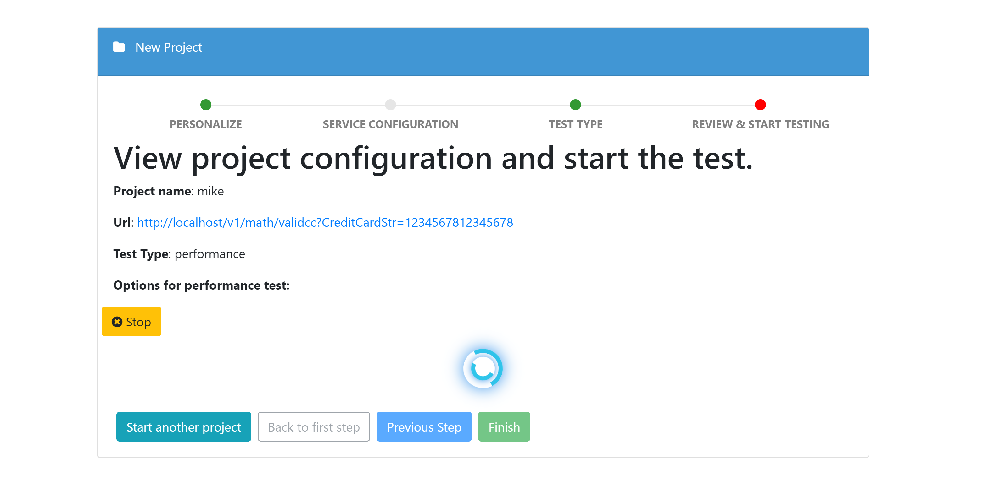 New Project
PERSONALIZE SERVICE CONFIGURATION TEST TYPE REVIEW & START TESTING
View project configuration and start the test.
Project name: mike
Url: http://localhost/v1/math/validcc?CreditCardStr=1234567812345678
Test Type: performance
Options for performance test:
Stop
Start another project Back to first step Previous Step Finish